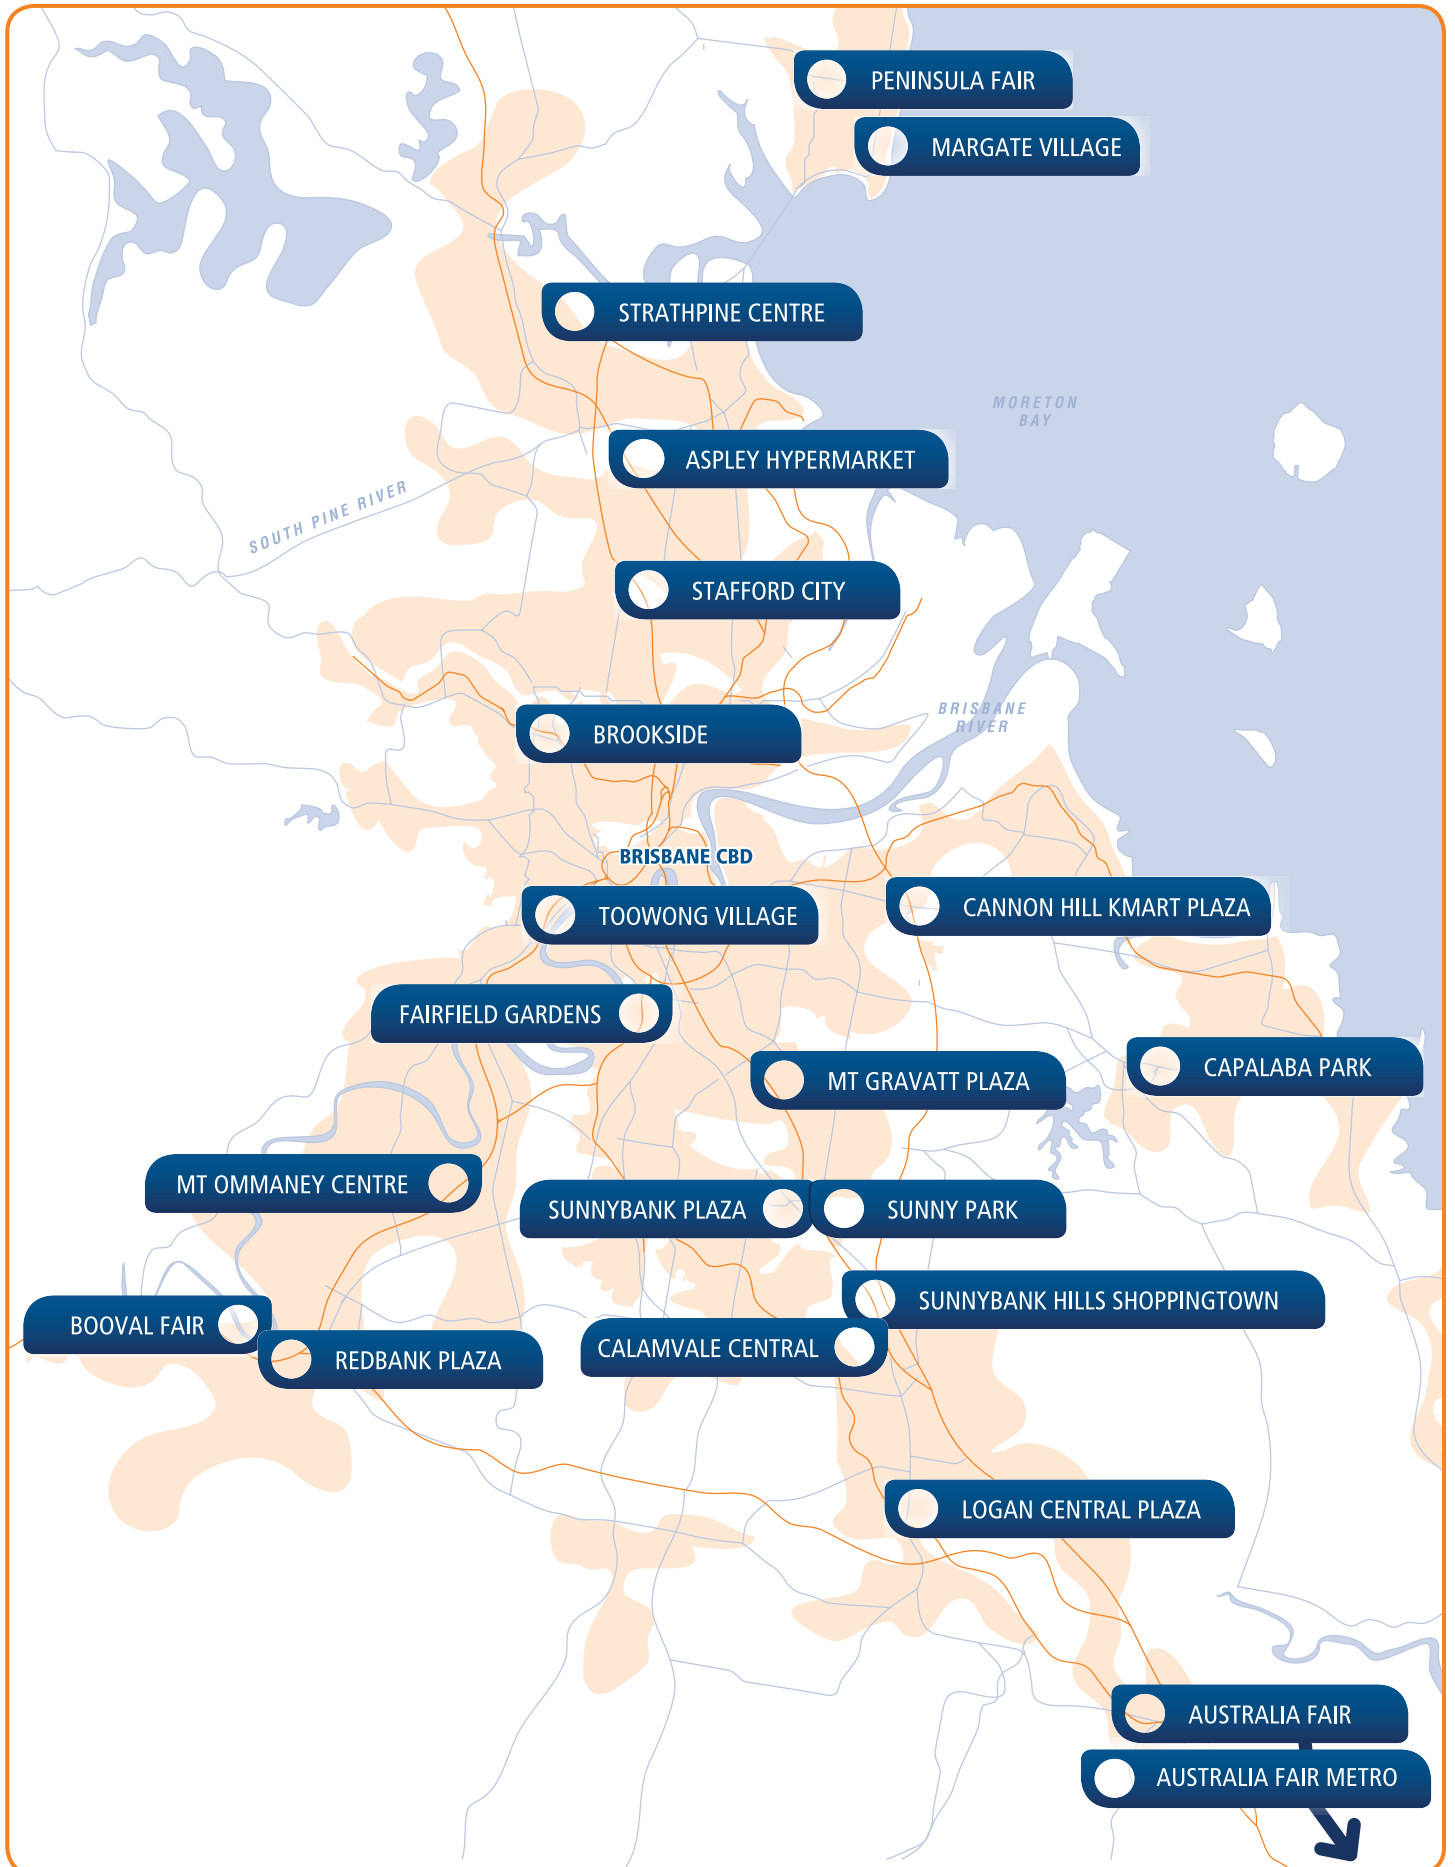 PENINSULA FAIR
MARGATE VILLAGE
STRATHPINE CENTRE
MORETON
BAY
ASPLEY HYPERMARKET
SOUTH PINE RIVER
STAFFORD CITY
BRISBANE
RIVER
BROOKSIDE
BRISBANE CBD
TOOWONG VILLAGE
CANNON HILL KMART PLAZA
FAIRFIELD GARDENS
CAPALABA PARK
MT GRAVATT PLAZA
MT OMMANEY CENTRE
SUNNYBANK PLAZA
SUNNY PARK
SUNNYBANK HILLS SHOPPINGTOWN
BOOVAL FAIR
CALAMVALE CENTRAL
REDBANK PLAZA
LOGAN CENTRAL PLAZA
AUSTRALIA FAIR
AUSTRALIA FAIR METRO